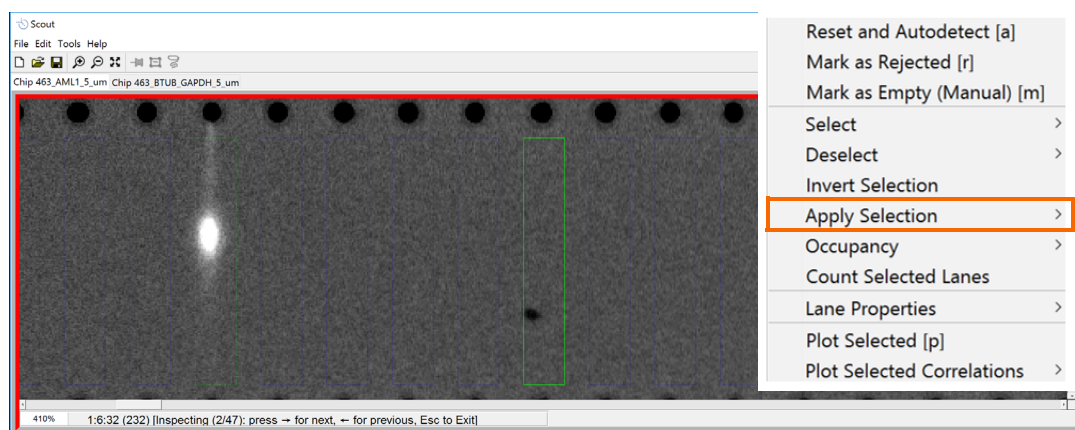 Scout
File Edit Tools Help
Chip 463_AML1_5_um Chip 463_BTUB_GAPDH_5_um
410% 1:6:32 (232) [Inspecting (2/47): press → for next, ← for previous, Esc to Exit]
Reset and Autodetect [a]
Mark as Rejected [r]
Mark as Empty (Manual) [m]
Select
Deselect
Invert Selection
Apply Selection
Occupancy
Count Selected Lanes
Lane Properties
Plot Selected [p]
Plot Selected Correlations